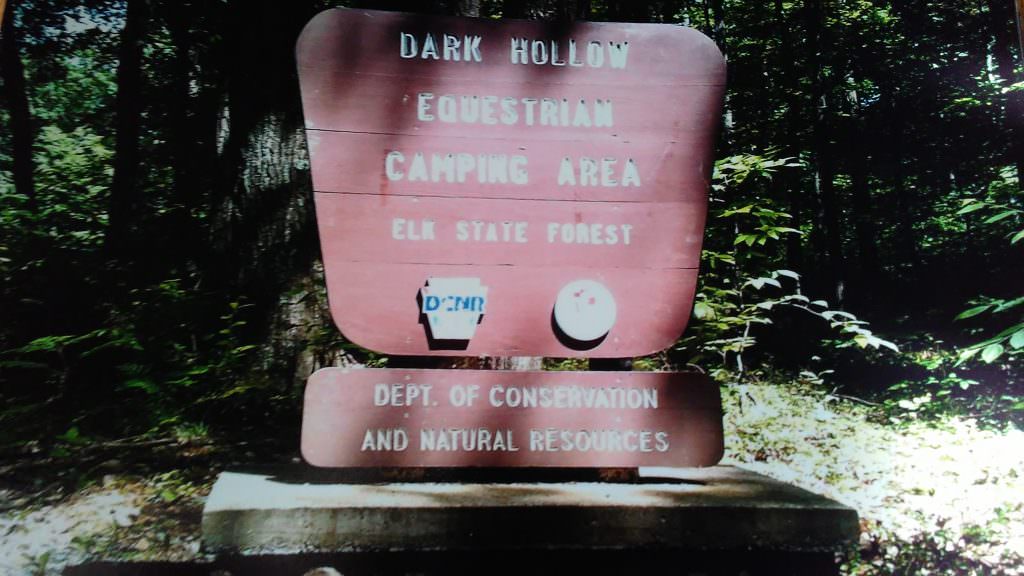 DARK HOLLOW
EQUESTRIAN
CAMPING AREA
ELK STATE FOREST
DCNR
DEPT. OF CONSERVATION
AND NATURAL RESOURCES